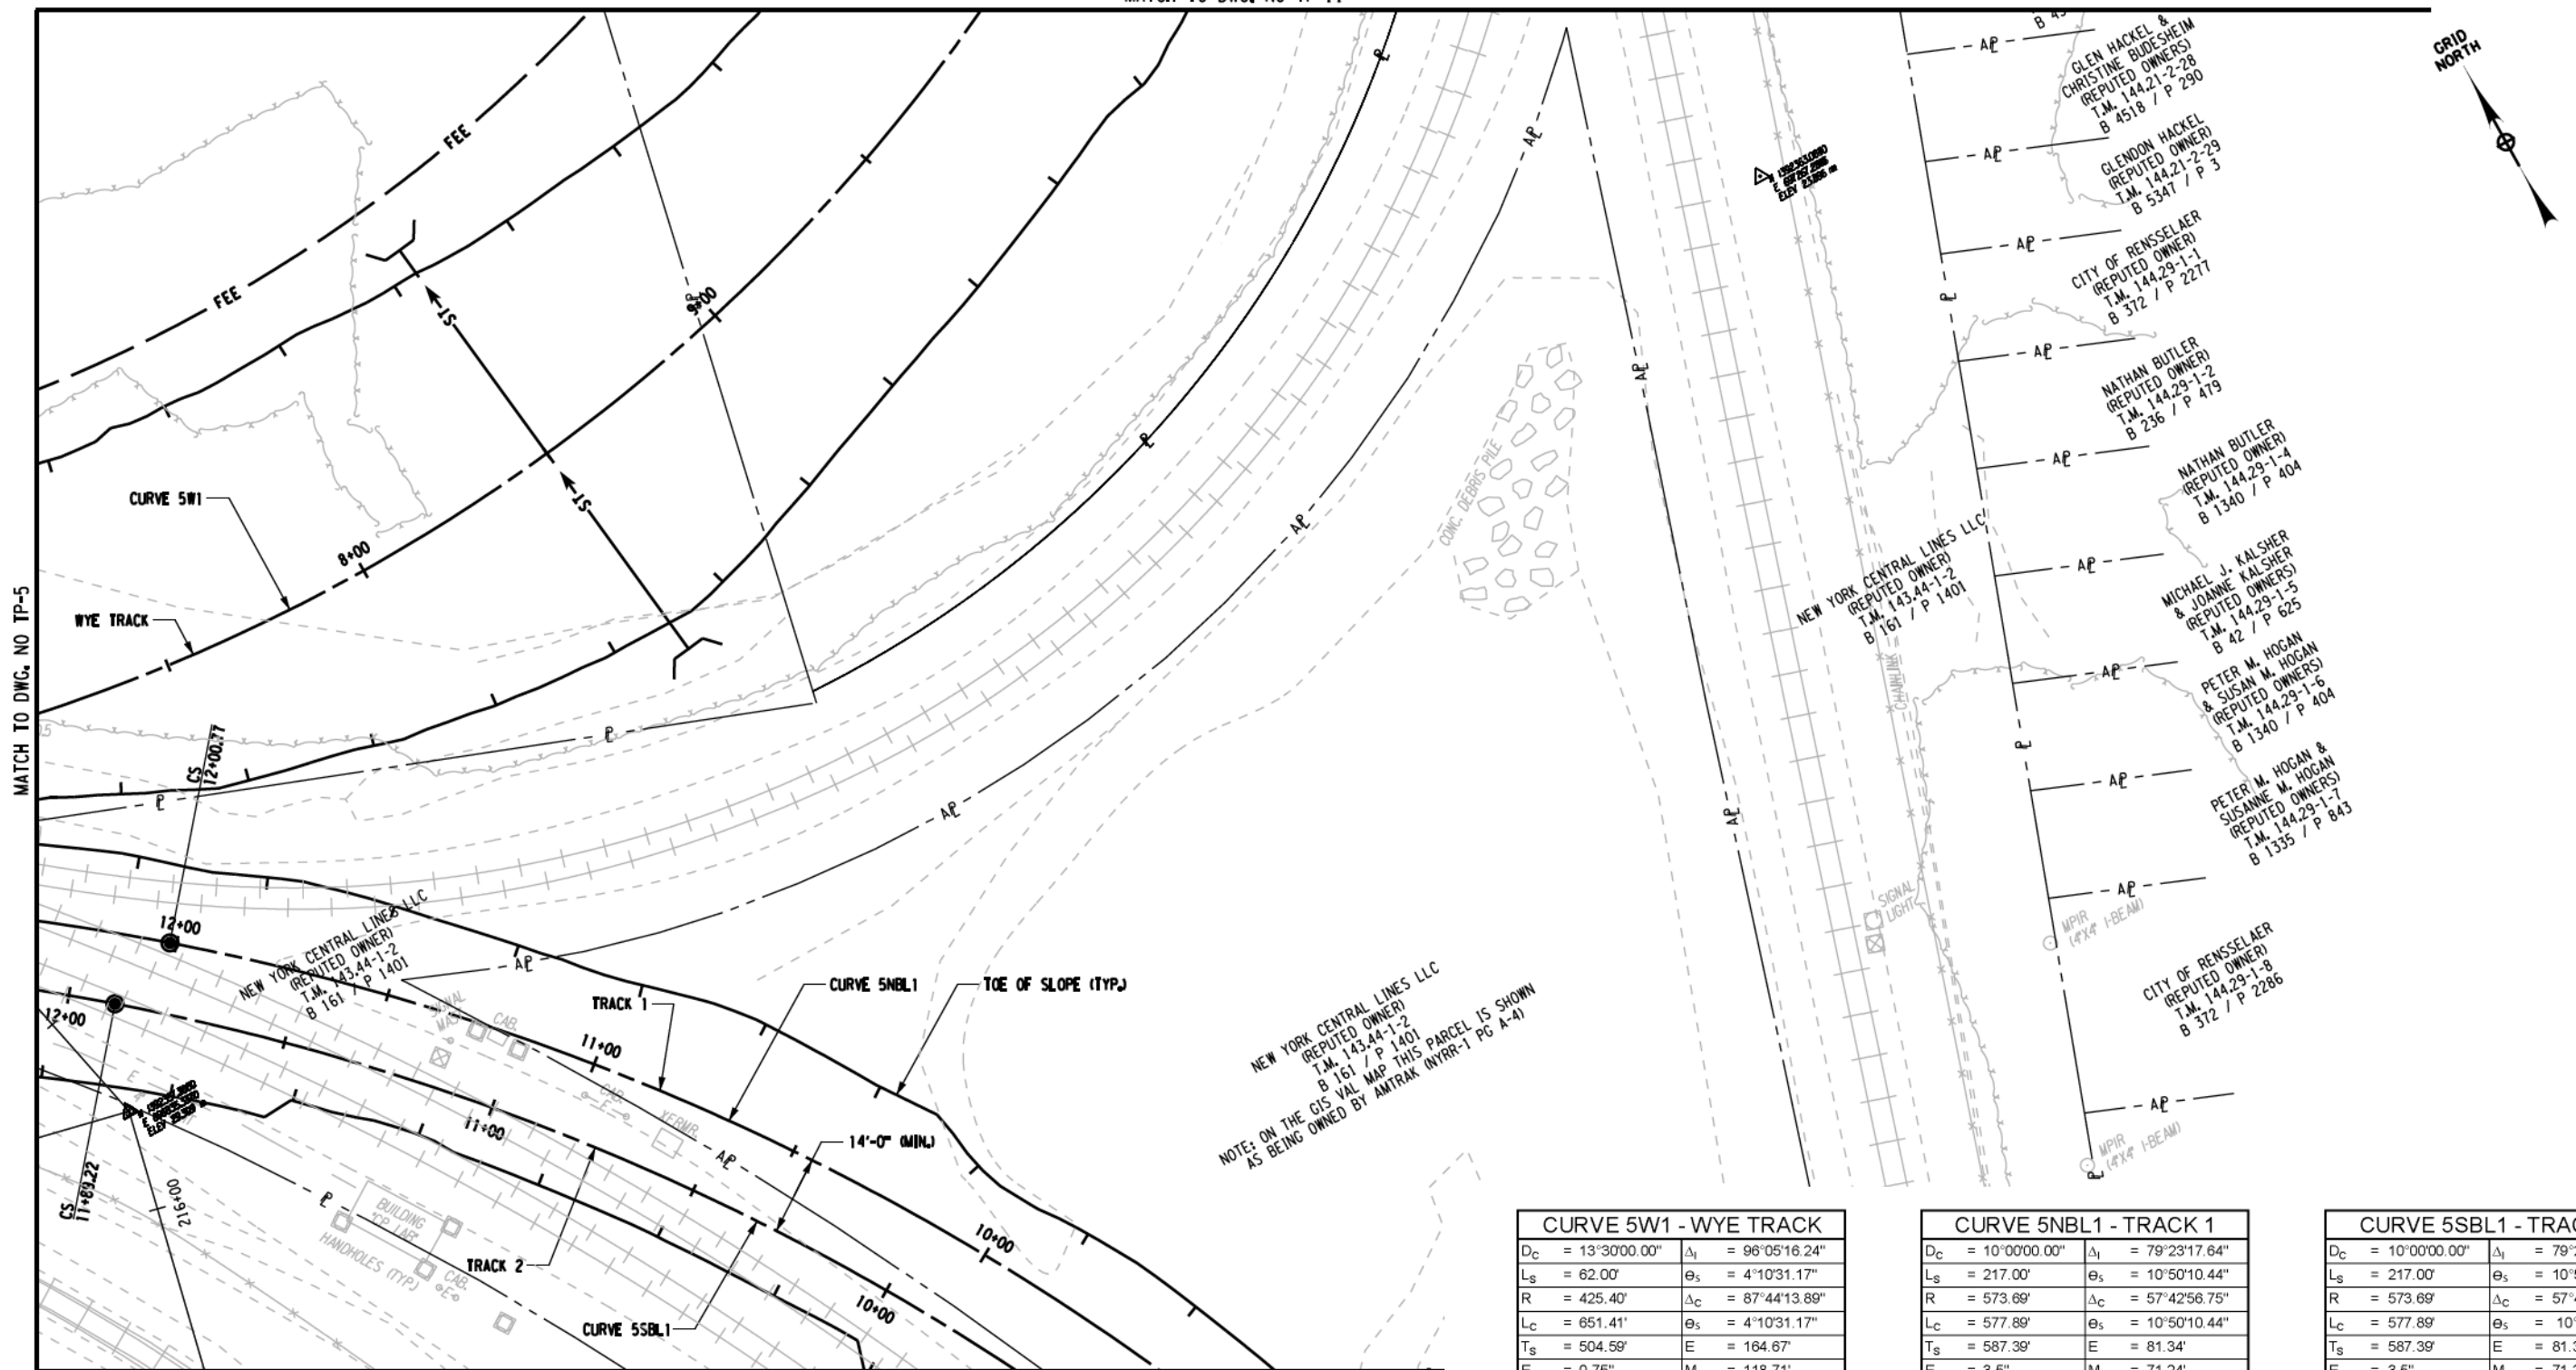 GRID
NORTH
GLEN HACKEL &
CHRISTINE BUDESHEIM
(REPUTED OWNERS)
T.M. 144.21-2-28
B 4518 / P 290
GLENDON HACKEL
(REPUTED OWNER)
T.M. 144.21-2-29
B 5347 / P 3
CITY OF RENSSELAER
(REPUTED OWNER)
T.M. 144.29-1-1
B 372 / P 2277
NATHAN BUTLER
(REPUTED OWNER)
T.M. 144.29-1-2
B 236 / P 479
NATHAN BUTLER
(REPUTED OWNER)
T.M. 144.29-1-4
B 1340 / P 404
MICHAEL J. KALSHER
& JOANNE KALSHER
(REPUTED OWNERS)
T.M. 144.29-1-5
B 42 / P 625
PETER M. HOGAN
& SUSAN M. HOGAN
(REPUTED OWNERS)
T.M. 144.29-1-6
B 1340 / P 404
PETER M. HOGAN &
SUSANNE M. HOGAN
(REPUTED OWNERS)
T.M. 144.29-1-7
B 1335 / P 843
CITY OF RENSSELAER
(REPUTED OWNER)
T.M. 144.29-1-8
B 372 / P 2286
MPIR
(4"X4" I-BEAM)
MPIR
(4"X4" I-BEAM)
NEW YORK CENTRAL LINES LLC
(REPUTED OWNER)
T.M. 143.44-1-2
B 161 / P 1401
CHAINLINK
SIGNAL
LIGHT
CONC. DEBRIS PILE
FEE
FEE
ST
ST
9+00
8+00
CURVE 5W1
WYE TRACK
MATCH TO DWG. NO TP-5
CS
12+00.77
12+00
NEW YORK CENTRAL LINES LLC
(REPUTED OWNER)
T.M. 143.44-1-2
B 161 / P 1401
12+00
CAB.
TRACK 1
CURVE 5NBL1
TOE OF SLOPE (TYP.)
11+00
11+00
CAB.
XFRMR
14'-0" (MIN.)
CS
11+89.22
216+00
BUILDING
"CP LAB"
HANDHOLES (TYP.)
CAB.
TRACK 2
CURVE 5SBL1
10+00
10+00
NEW YORK CENTRAL LINES LLC
(REPUTED OWNER)
T.M. 143.44-1-2
B 161 / P 1401
NOTE: ON THE GIS VAL MAP THIS PARCEL IS SHOWN
AS BEING OWNED BY AMTRAK (NYRR-1 PG A-4)
CURVE 5W1 - WYE TRACK
Dc = 13°30'00.00" ΔI = 96°05'16.24"
Ls = 62.00' Θs = 4°10'31.17"
R = 425.40' Δc = 87°44'13.89"
Lc = 651.41' Θs = 4°10'31.17"
Ts = 504.59' E = 164.67'
CURVE 5NBL1 - TRACK 1
Dc = 10°00'00.00" ΔI = 79°23'17.64"
Ls = 217.00' Θs = 10°50'10.44"
R = 573.69' Δc = 57°42'56.75"
Lc = 577.89' Θs = 10°50'10.44"
Ts = 587.39' E = 81.34'
CURVE 5SBL1 -
Dc = 10°00'00.00" ΔI
Ls = 217.00' Θs
R = 573.69' Δc
Lc = 577.89' Θs
Ts = 587.39' E